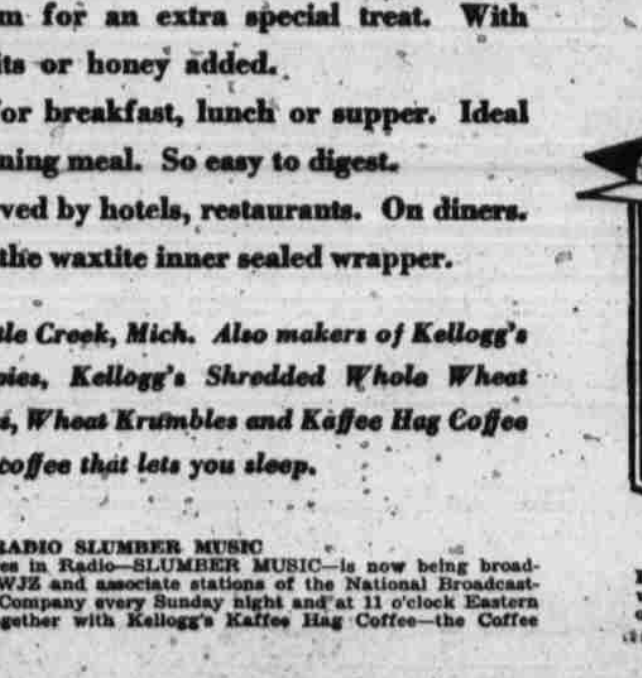 m for an extra special treat. With
its or honey added.
for breakfast, lunch or supper. Ideal
ning meal. So easy to digest.
ved by hotels, restaurants. On diners.
the waxtite inner sealed wrapper.
tle Creek, Mich. Also makers of Kellogg's
pies, Kellogg's Shredded Whole Wheat
s, Wheat Krumbles and Kaffee Hag Coffee
coffee that lets you sleep.
RADIO SLUMBER MUSIC
es in Radio—SLUMBER MUSIC—is now being broad-
WJZ and associate stations of the National Broadcast-
Company every Sunday night and at 11 o'clock Eastern
gether with Kellogg's Kaffee Hag Coffee—the Coffee